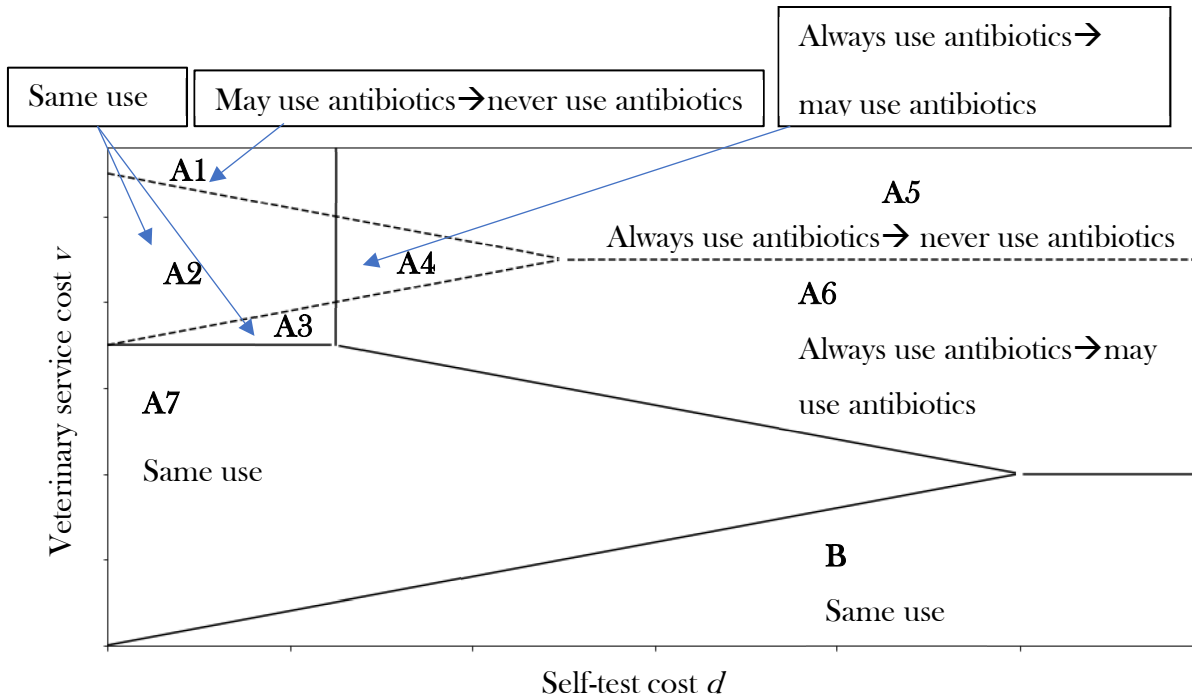 Always use antibiotics→
may use antibiotics
Same use
May use antibiotics→never use antibiotics
A1
A5
Always use antibiotics→ never use antibiotics
A2
A4
A6
A3
Always use antibiotics→may
use antibiotics
A7
Same use
B
Same use
Veterinary service cost v
Self-test cost d